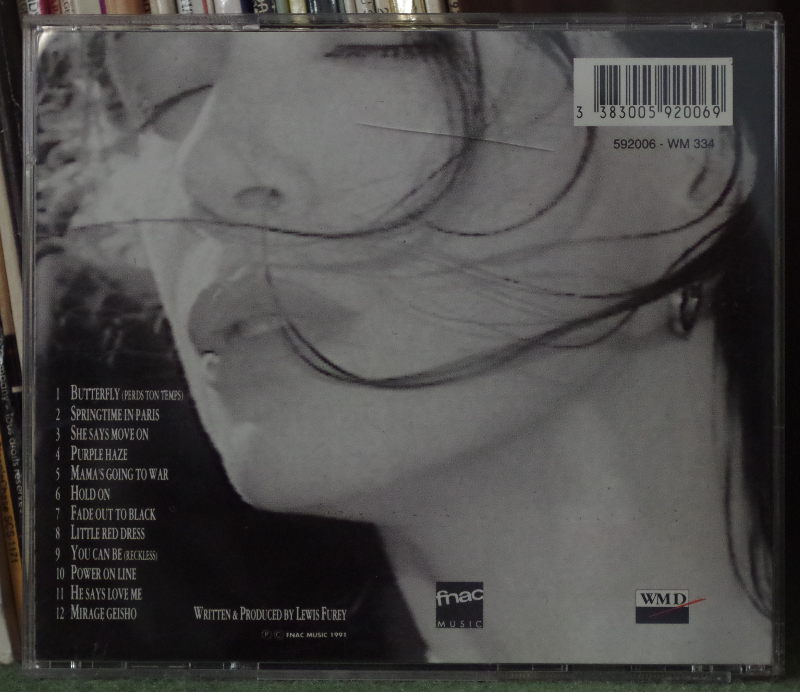 3 383005 920069
592006 - WM 334
1 BUTTERFLY (PERDS TON TEMPS)
2 SPRINGTIME IN PARIS
3 SHE SAYS MOVE ON
4 PURPLE HAZE
5 MAMA'S GOING TO WAR
6 HOLD ON
7 FADE OUT TO BLACK
8 LITTLE RED DRESS
9 YOU CAN BE (RECKLESS)
10 POWER ON LINE
11 HE SAYS LOVE ME
12 MIRAGE GEISHO
WRITTEN & PRODUCED BY LEWIS FUREY
Ⓟ Ⓒ FNAC MUSIC 1991
fnac
MUSIC
WMD